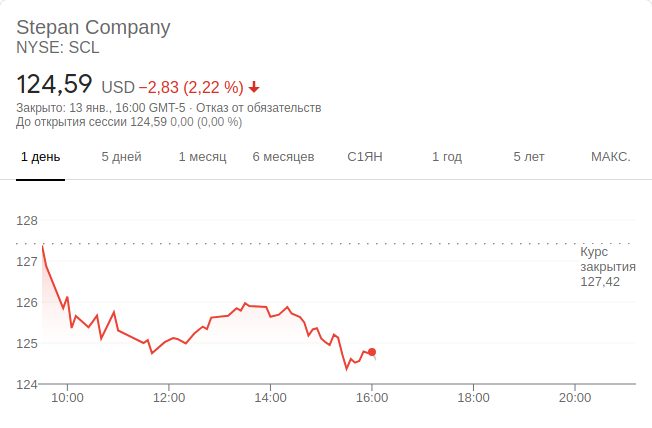 Stepan Company
NYSE: SCL
124,59 USD −2,83 (2,22 %)
Закрыто: 13 янв., 16:00 GMT-5 · Отказ от обязательств
До открытия сессии 124,59 0,00 (0,00 %)
1 день 5 дней 1 месяц 6 месяцев С1ЯН 1 год 5 лет МАКС.
128
127
126
125
124
Курс
закрытия
127,42
10:00 12:00 14:00 16:00 18:00 20:00